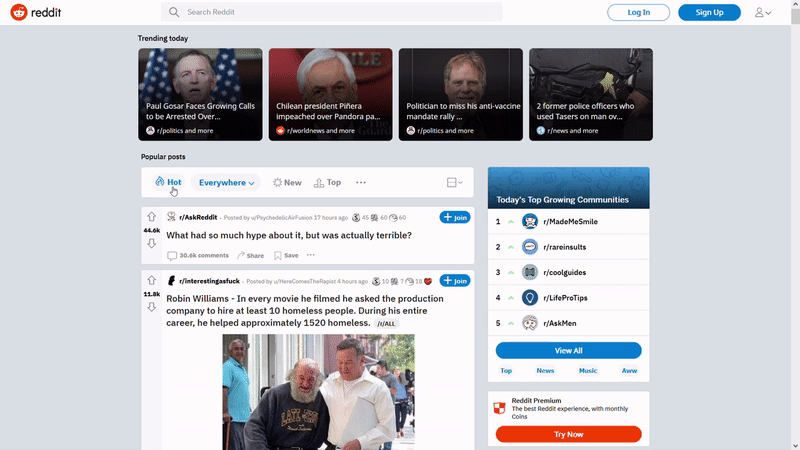 reddit
Search Reddit
Log In
Sign Up
Trending today
Paul Gosar Faces Growing Calls
to be Arrested Over...
r/politics and more
Chilean president Piñera
impeached over Pandora pa...
r/worldnews and more
Politician to miss his anti-vaccine
mandate rally ...
r/politics and more
2 former police officers who
used Tasers on man ov...
r/news and more
Popular posts
Hot
Everywhere
New
Top
r/AskReddit · Posted by u/PsychedelicAirFusion 17 hours ago 45 60 60
Join
44.6k
What had so much hype about it, but was actually terrible?
30.6k comments
Share
Save
r/interestingasfuck · Posted by u/HereComesTheRapist 4 hours ago 10 7 18
Join
11.8k
Robin Williams - In every movie he filmed he asked the production
company to hire at least 10 homeless people. During his entire
career, he helped approximately 1520 homeless. /r/ALL
Today's Top Growing Communities
1 r/MadeMeSmile
2 r/rareinsults
3 r/coolguides
4 r/LifeProTips
5 r/AskMen
View All
Top
News
Music
Aww
Reddit Premium
The best Reddit experience, with monthly
Coins
Try Now